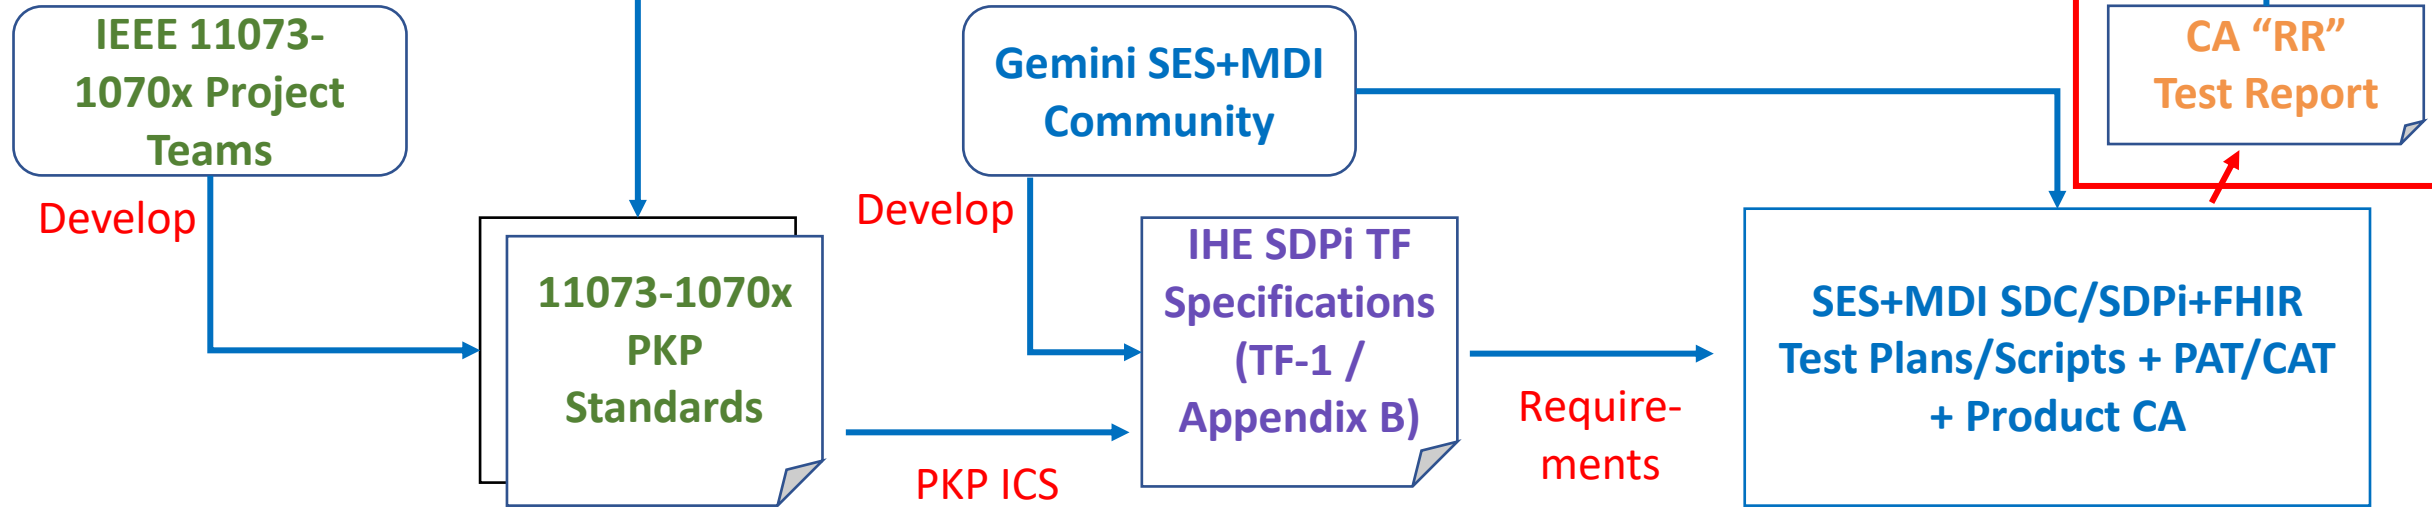 IEEE 11073-
1070x Project
Teams
Develop
11073-1070x
PKP
Standards
PKP ICS
Gemini SES+MDI
Community
Develop
IHE SDPi TF
Specifications
(TF-1 /
Appendix B)
Require-
ments
SES+MDI SDC/SDPi+FHIR
Test Plans/Scripts + PAT/CAT
+ Product CA
CA “RR”
Test Report